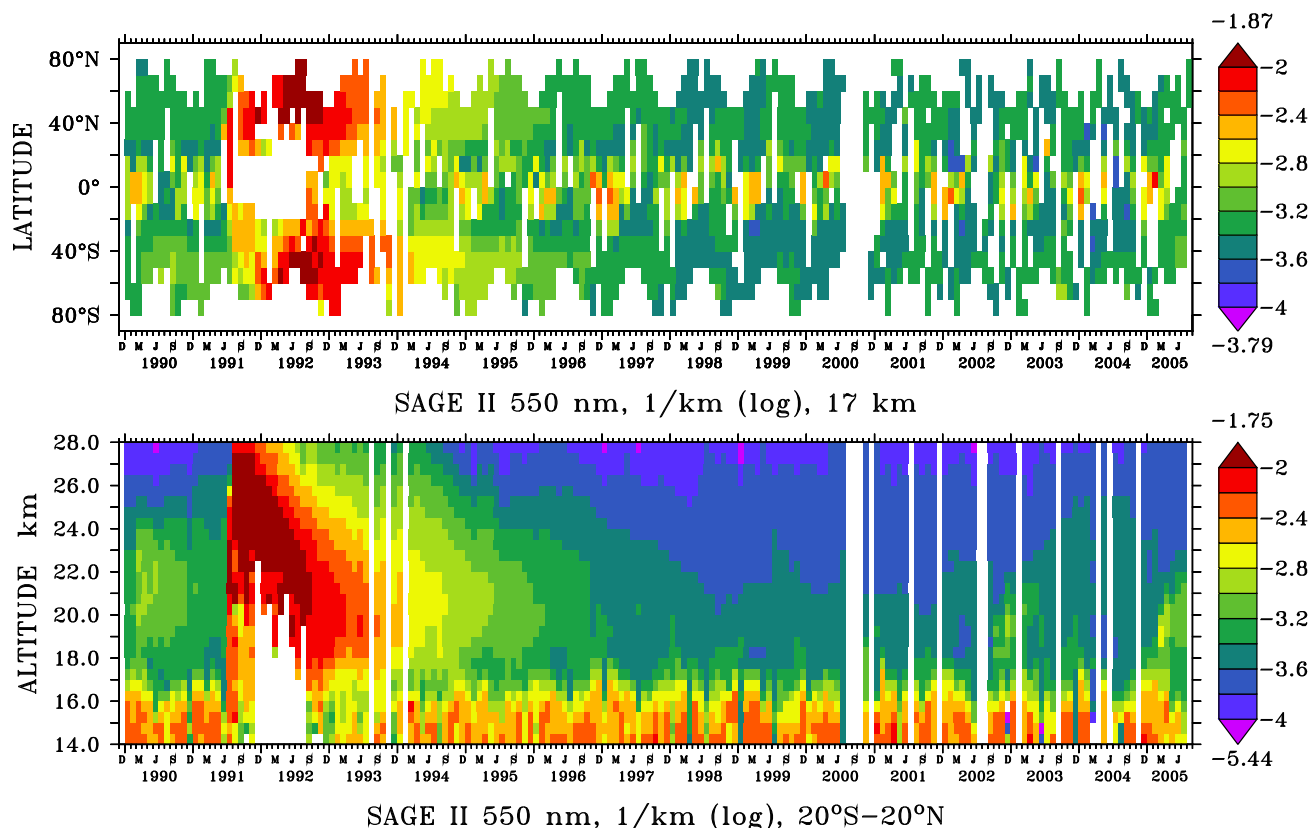 −1.87
80°N
40°N
0°
40°S
80°S
LATITUDE
−2
−2.4
−2.8
−3.2
−3.6
−4
−3.79
D M J S D M J S D M J S D M J S D M J S D M J S D M J S D M J S D M J S D M J S D M J S D M J S D M J S D M J S D M J S D M J
1990 1991 1992 1993 1994 1995 1996 1997 1998 1999 2000 2001 2002 2003 2004 2005
SAGE II 550 nm, 1/km (log), 17 km
−1.75
28.0
26.0
24.0
22.0
20.0
18.0
16.0
14.0
ALTITUDE km
−2
−2.4
−2.8
−3.2
−3.6
−4
−5.44
D M J S D M J S D M J S D M J S D M J S D M J S D M J S D M J S D M J S D M J S D M J S D M J S D M J S D M J S D M J S D M J
1990 1991 1992 1993 1994 1995 1996 1997 1998 1999 2000 2001 2002 2003 2004 2005
SAGE II 550 nm, 1/km (log), 20°S−20°N